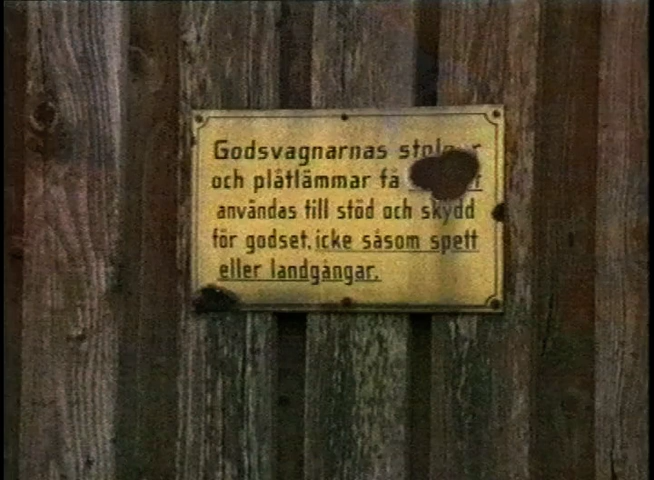 Godsvagnarnas
och plåtlämmar få
användas till stöd och skydd
för godset, icke såsom spett
eller landgångar.